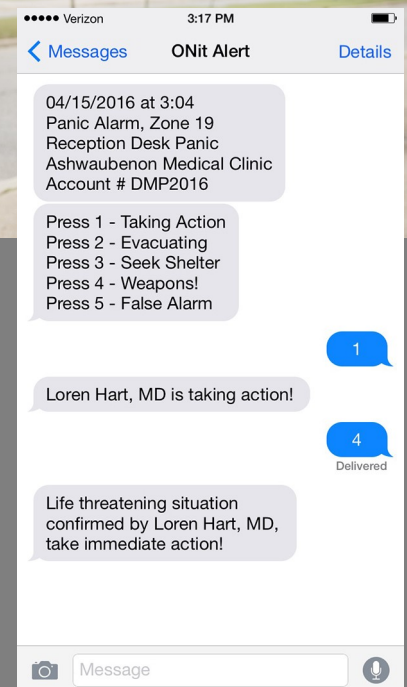 Verizon
3:17 PM
Messages
ONit Alert
Details
04/15/2016 at 3:04
Panic Alarm, Zone 19
Reception Desk Panic
Ashwaubenon Medical Clinic
Account # DMP2016
Press 1 - Taking Action
Press 2 - Evacuating
Press 3 - Seek Shelter
Press 4 - Weapons!
Press 5 - False Alarm
1
Loren Hart, MD is taking action!
4
Delivered
Life threatening situation
confirmed by Loren Hart, MD,
take immediate action!
Message